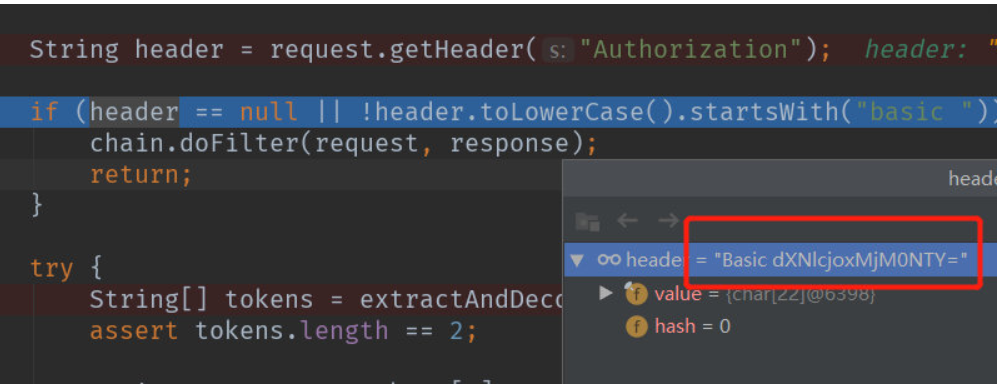 String header = request.getHeader( s: "Authorization");  header: "
if (header == null || !header.toLowerCase().startsWith("basic "))
    chain.doFilter(request, response);
    return;
}
heade
header = "Basic dXNlcjoxMjM0NTY="
value = {char[22]@6398}
hash = 0
try {
    String[] tokens = extractAndDeco
    assert tokens.length == 2;